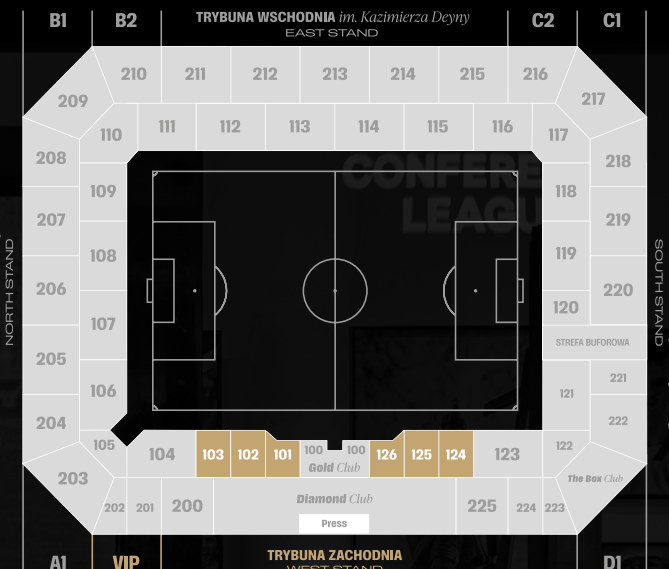 B1
B2
TRYBUNA WSCHODNIA im. Kazimierza Deyny
EAST STAND
C2
C1
210
211
212
213
214
215
216
209
217
110
111
112
113
114
115
116
117
208
109
CONFERE
LEAGU
118
218
207
108
119
219
NORTH STAND
206
107
120
220
SOUTH STAND
205
106
STREFA BUFOROWA
204
121
221
222
105
104
103
102
101
100
100
Gold Club
126
125
124
123
122
203
The Box Club
202
201
200
Diamond Club
225
224
223
Press
A1
VIP
TRYBUNA ZACHODNIA
WEST STAND
D1